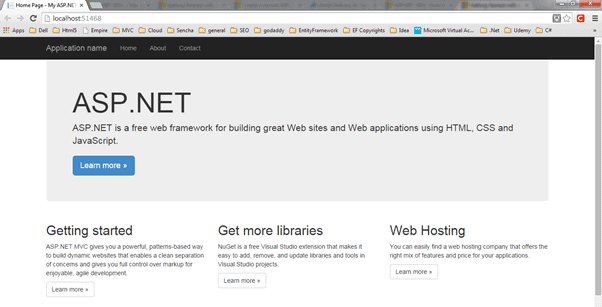 Home Page - My ASP.NET
localhost:51468
Apps Dell Html5 Empire MVC Cloud Sencha general SEO godaddy EntityFramework EF Copyrights Idea Microsoft Virtual Ac... .Net Udemy C#
Application name Home About Contact
ASP.NET
ASP.NET is a free web framework for building great Web sites and Web applications using HTML, CSS and
JavaScript.
Learn more »
Getting started
ASP.NET MVC gives you a powerful, patterns-based way
to build dynamic websites that enables a clean separation
of concerns and gives you full control over markup for
enjoyable, agile development.
Learn more »
Get more libraries
NuGet is a free Visual Studio extension that makes it
easy to add, remove, and update libraries and tools in
Visual Studio projects.
Learn more »
Web Hosting
You can easily find a web hosting company that offers the
right mix of features and price for your applications.
Learn more »